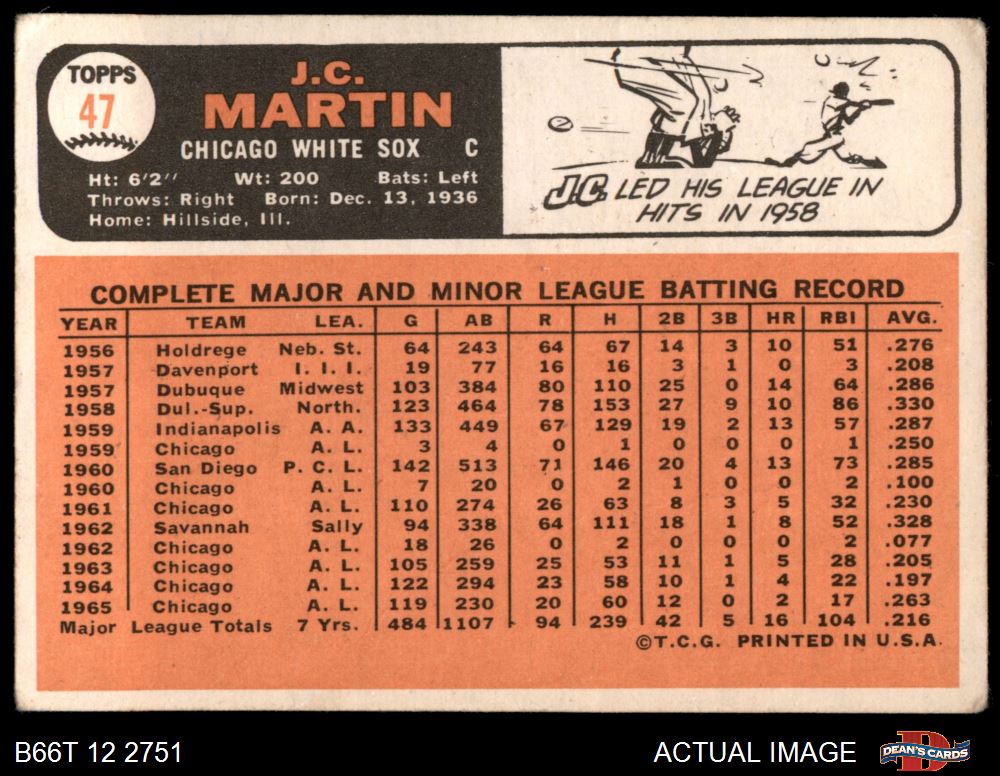 TOPPS
47
J.C.
MARTIN
CHICAGO WHITE SOX C
Ht: 6'2" Wt: 200 Bats: Left
Throws: Right Born: Dec. 13, 1936
Home: Hillside, Ill.
J.C. LED HIS LEAGUE IN
HITS IN 1958
COMPLETE MAJOR AND MINOR LEAGUE BATTING RECORD
YEAR TEAM LEA. G AB R H 2B 3B HR RBI AVG.
1956 Holdrege Neb. St. 64 243 64 67 14 3 10 51 .276
1957 Davenport I. I. I. 19 77 16 16 3 1 0 3 .208
1957 Dubuque Midwest 103 384 80 110 25 0 14 64 .286
1958 Dul.-Sup. North. 123 464 78 153 27 9 10 86 .330
1959 Indianapolis A. A. 133 449 67 129 19 2 13 57 .287
1959 Chicago A. L. 3 4 0 1 0 0 0 1 .250
1960 San Diego P. C. L. 142 513 71 146 20 4 13 73 .285
1960 Chicago A. L. 7 20 0 2 1 0 0 2 .100
1961 Chicago A. L. 110 274 26 63 8 3 5 32 .230
1962 Savannah Sally 94 338 64 111 18 1 8 52 .328
1962 Chicago A. L. 18 26 0 2 0 0 0 2 .077
1963 Chicago A. L. 105 259 25 53 11 1 5 28 .205
1964 Chicago A. L. 122 294 23 58 10 1 4 22 .197
1965 Chicago A. L. 119 230 20 60 12 0 2 17 .263
Major League Totals 7 Yrs. 484 1107 94 239 42 5 16 104 .216
©T.C.G. PRINTED IN U.S.A.
B66T 12 2751
ACTUAL IMAGE
DEAN'S CARDS